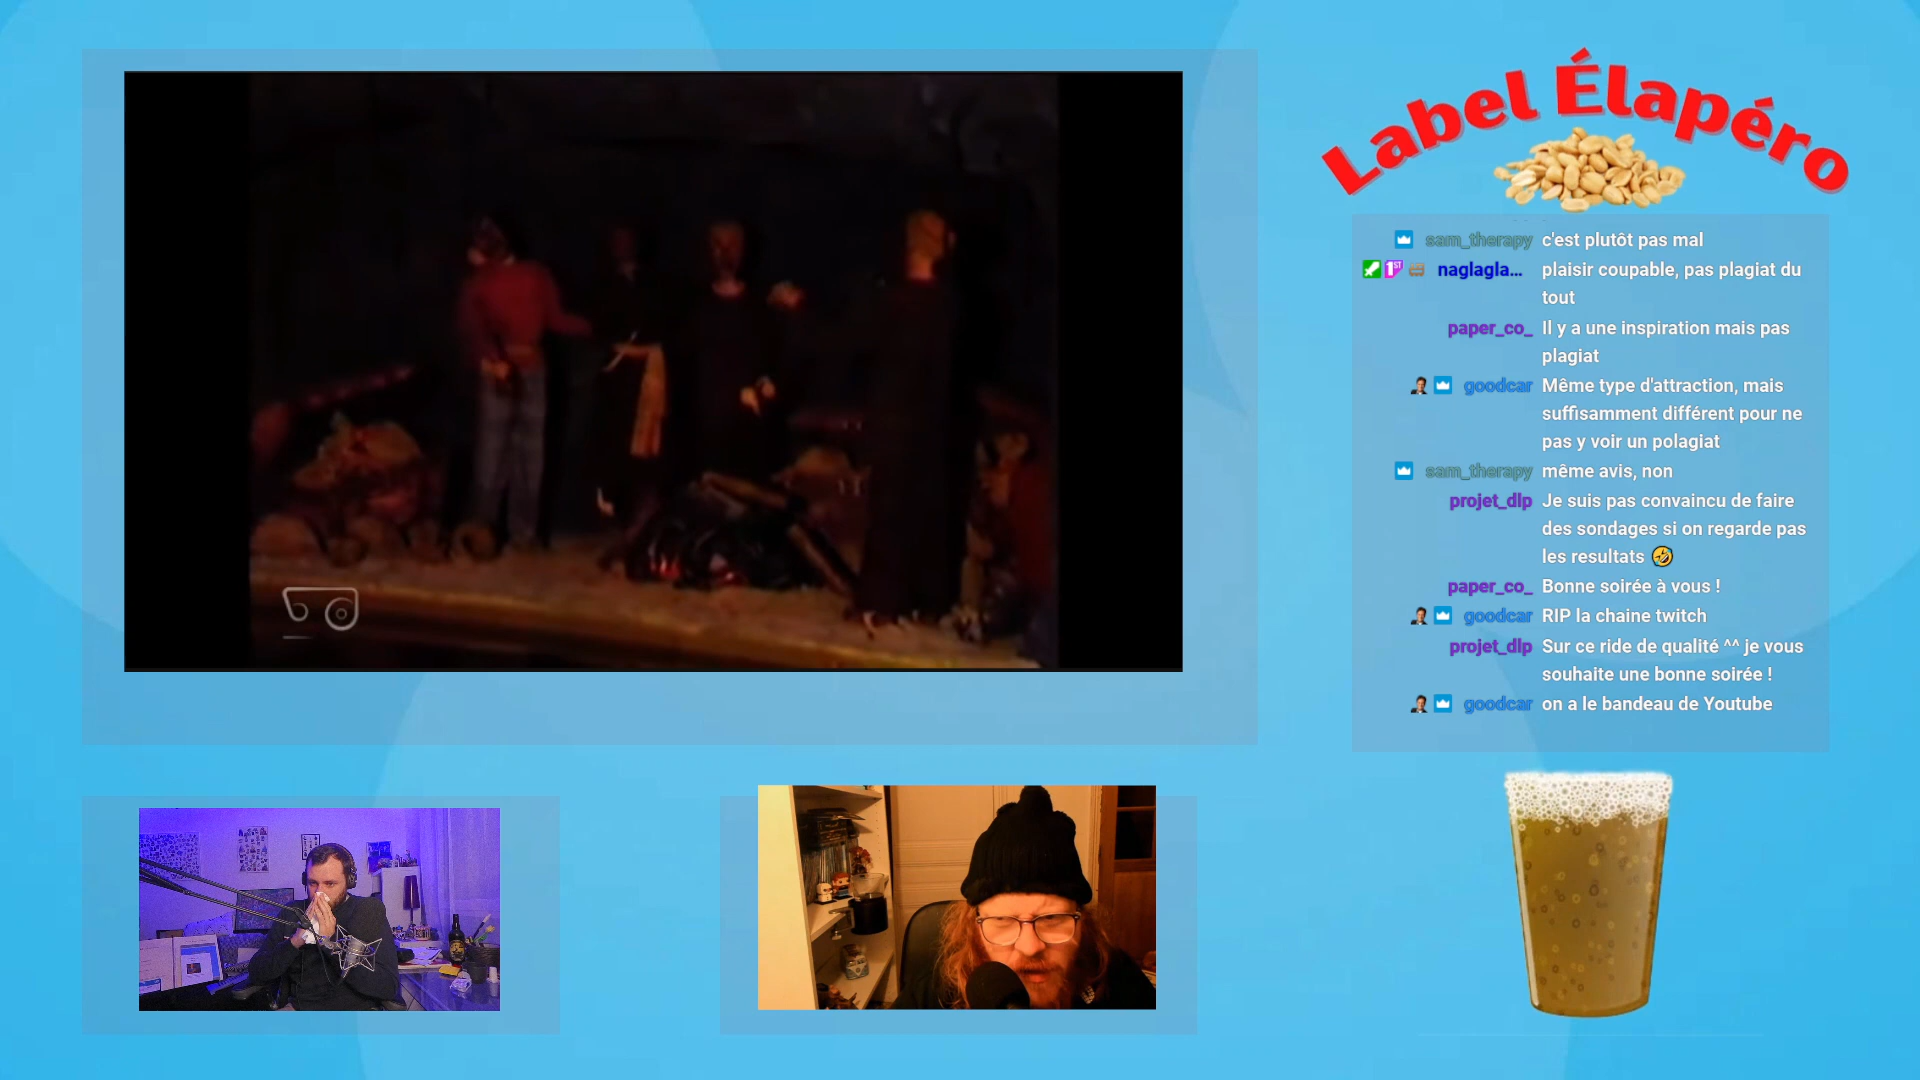 Label Élapéro
sam_therapy c'est plutôt pas mal
naglagla... plaisir coupable, pas plagiat du
tout
paper_co_ Il y a une inspiration mais pas
plagiat
goodcar Même type d'attraction, mais
suffisamment différent pour ne
pas y voir un polagiat
sam_therapy même avis, non
projet_dlp Je suis pas convaincu de faire
des sondages si on regarde pas
les resultats 🤣
paper_co_ Bonne soirée à vous !
goodcar RIP la chaine twitch
projet_dlp Sur ce ride de qualité ^^ je vous
souhaite une bonne soirée !
goodcar on a le bandeau de Youtube